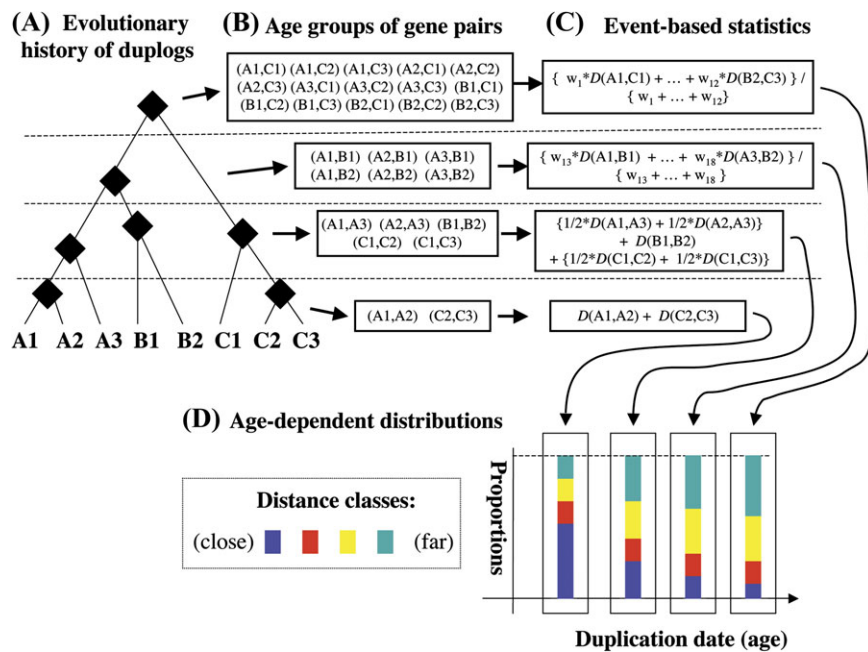 (A) Evolutionary
history of duplogs
(B) Age groups of gene pairs
(C) Event-based statistics
(A1,C1) (A1,C2) (A1,C3) (A2,C1) (A2,C2)
(A2,C3) (A3,C1) (A3,C2) (A3,C3) (B1,C1)
(B1,C2) (B1,C3) (B2,C1) (B2,C2) (B2,C3)
{ w1*D(A1,C1) + ... + w12*D(B2,C3) } /
{ w1 + ... + w12}
(A1,B1) (A2,B1) (A3,B1)
(A1,B2) (A2,B2) (A3,B2)
{ w13*D(A1,B1) + ... + w18*D(A3,B2) } /
{ w13 + ... + w18 }
(A1,A3) (A2,A3) (B1,B2)
(C1,C2) (C1,C3)
{1/2*D(A1,A3) + 1/2*D(A2,A3)}
+ D(B1,B2)
+ {1/2*D(C1,C2) + 1/2*D(C1,C3)}
(A1,A2) (C2,C3)
D(A1,A2) + D(C2,C3)
A1 A2 A3 B1 B2 C1 C2 C3
(D) Age-dependent distributions
Distance classes:
(close) (far)
Proportions
Duplication date (age)